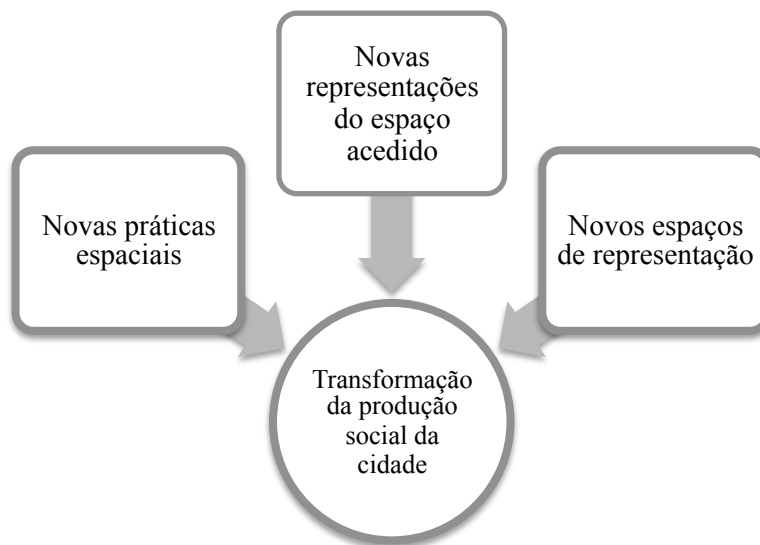 Novas
representações
do espaço
acedido
Novas práticas
espaciais
Novos espaços
de representação
Transformação
da produção
social da
cidade